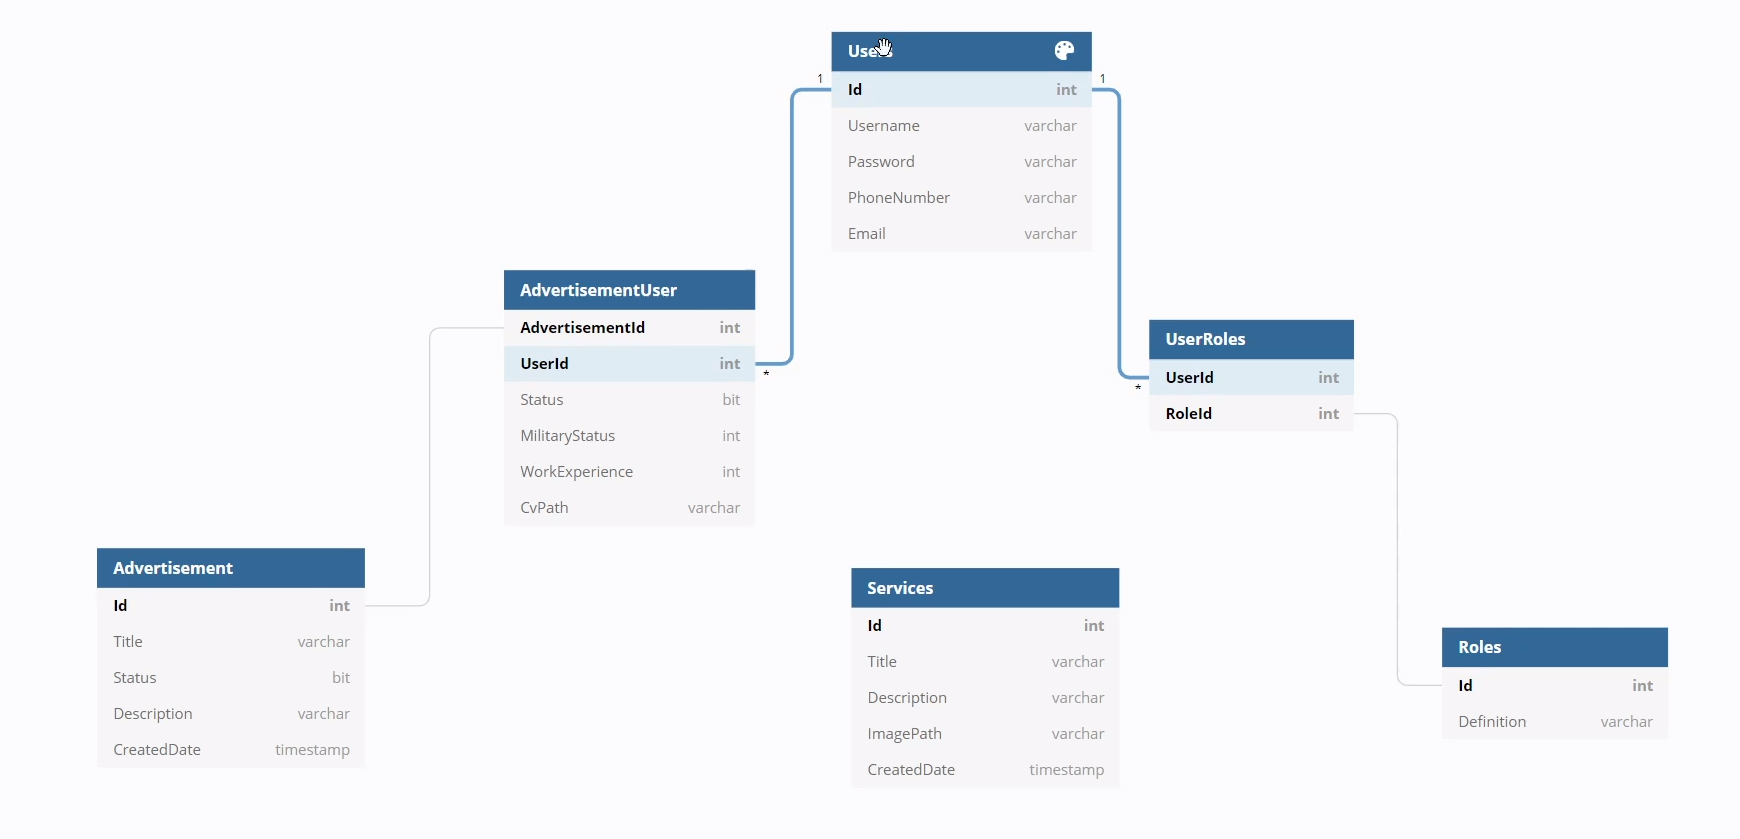 Users
1
1
Id int
Username varchar
Password varchar
PhoneNumber varchar
Email varchar
AdvertisementUser
AdvertisementId int
UserId int
*
Status bit
MilitaryStatus int
WorkExperience int
CvPath varchar
UserRoles
UserId int
*
RoleId int
Advertisement
Id int
Title varchar
Status bit
Description varchar
CreatedDate timestamp
Services
Id int
Title varchar
Description varchar
ImagePath varchar
CreatedDate timestamp
Roles
Id int
Definition varchar